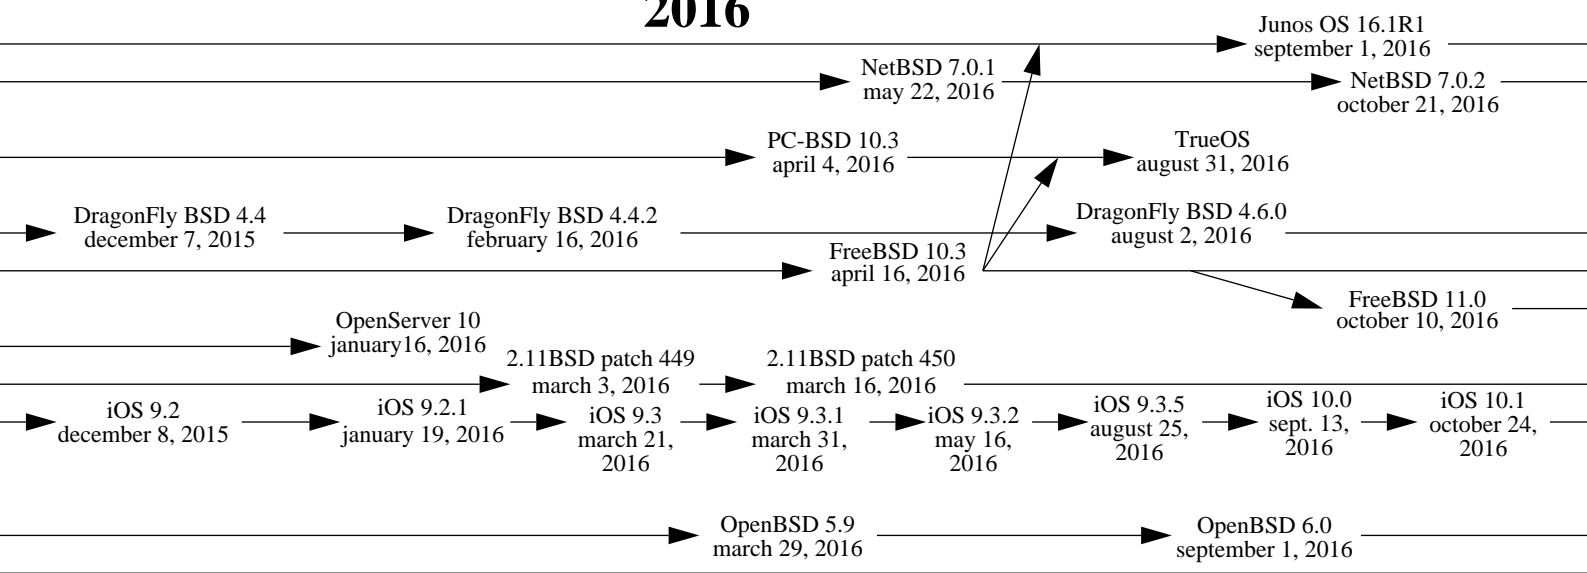 2016
Junos OS 16.1R1
september 1, 2016
NetBSD 7.0.1
may 22, 2016
NetBSD 7.0.2
october 21, 2016
PC-BSD 10.3
april 4, 2016
TrueOS
august 31, 2016
DragonFly BSD 4.4
december 7, 2015
DragonFly BSD 4.4.2
february 16, 2016
DragonFly BSD 4.6.0
august 2, 2016
FreeBSD 10.3
april 16, 2016
FreeBSD 11.0
october 10, 2016
OpenServer 10
january16, 2016
2.11BSD patch 449
march 3, 2016
2.11BSD patch 450
march 16, 2016
iOS 9.2
december 8, 2015
iOS 9.2.1
january 19, 2016
iOS 9.3
march 21,
2016
iOS 9.3.1
march 31,
2016
iOS 9.3.2
may 16,
2016
iOS 9.3.5
august 25,
2016
iOS 10.0
sept. 13,
2016
iOS 10.1
october 24,
2016
OpenBSD 5.9
march 29, 2016
OpenBSD 6.0
september 1, 2016